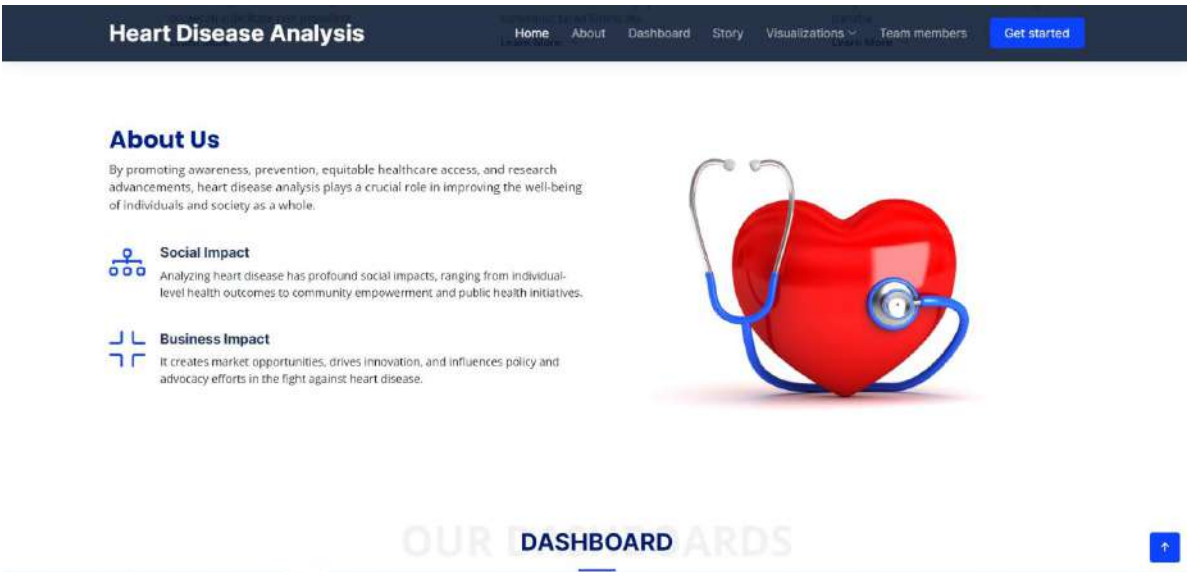 Heart Disease Analysis
Home About Dashboard Story Visualizations Team members Get started
About Us
By promoting awareness, prevention, equitable healthcare access, and research
advancements, heart disease analysis plays a crucial role in improving the well-being
of individuals and society as a whole.
Social Impact
Analyzing heart disease has profound social impacts, ranging from individual-
level health outcomes to community empowerment and public health initiatives.
Business Impact
It creates market opportunities, drives innovation, and influences policy and
advocacy efforts in the fight against heart disease.
OUR DASHBOARDS
DASHBOARD